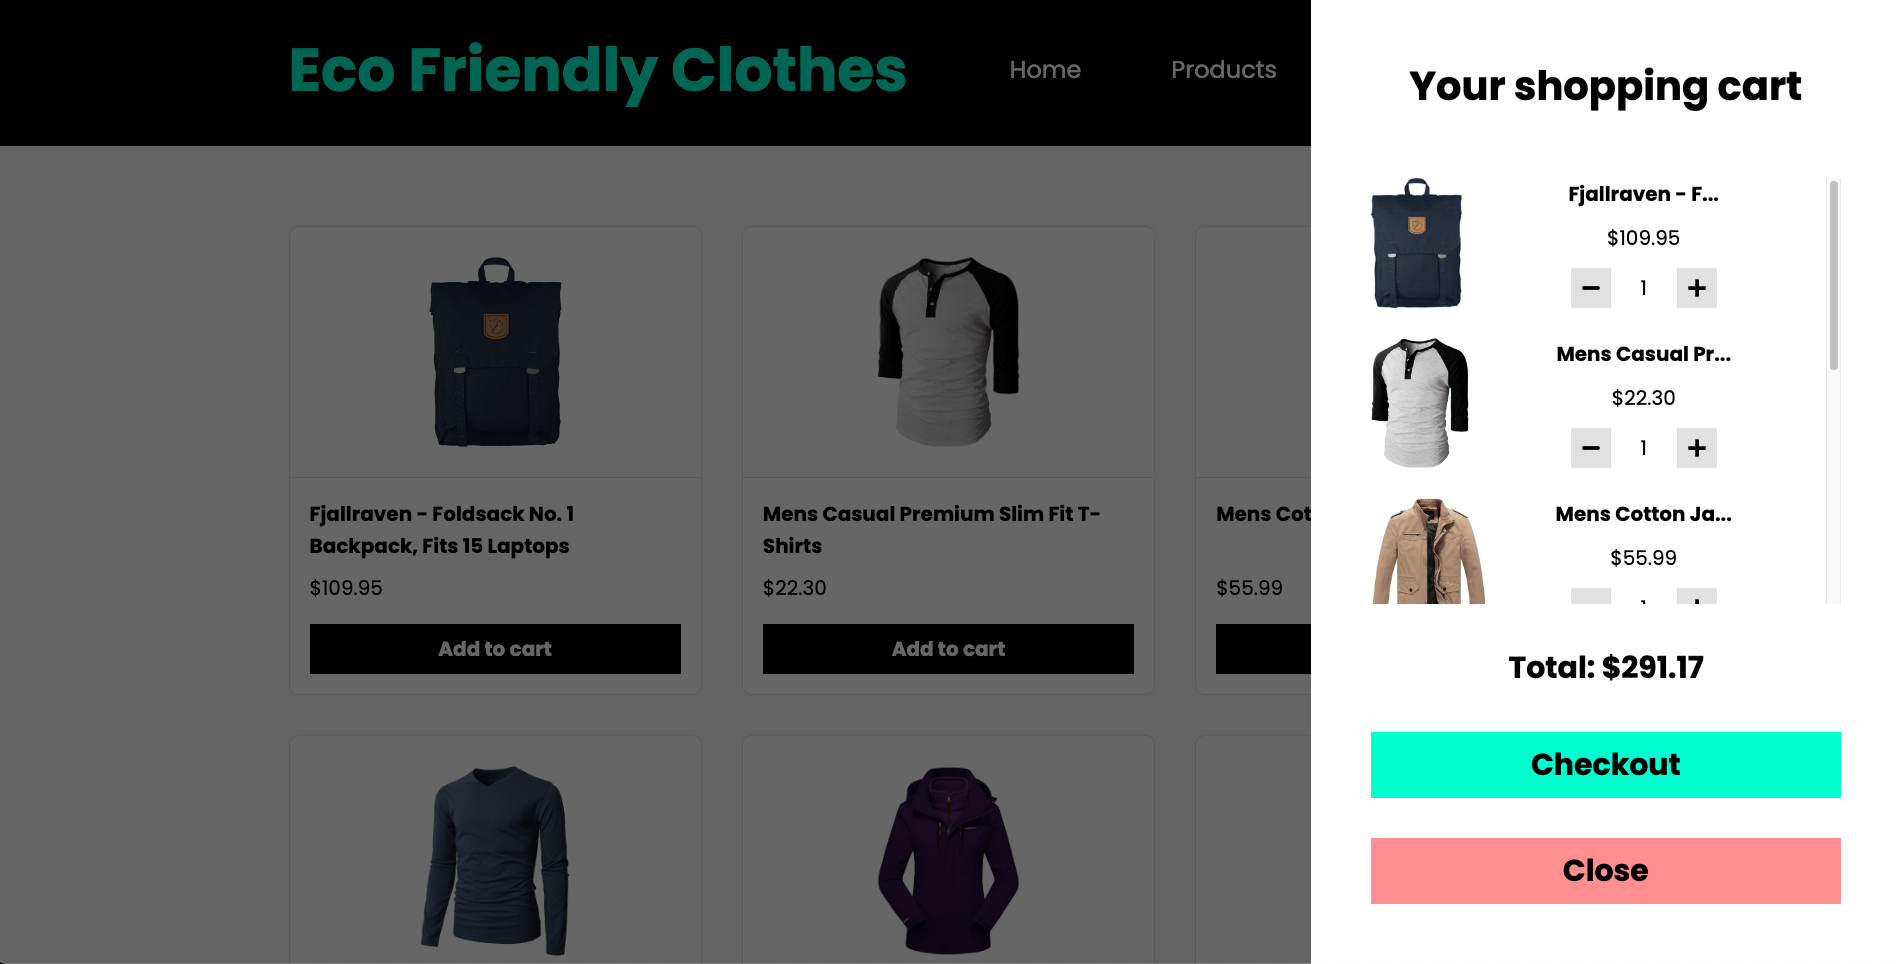 Eco Friendly Clothes
Home
Products
Fjallraven - Foldsack No. 1
Backpack, Fits 15 Laptops
$109.95
Add to cart
Mens Casual Premium Slim Fit T-
Shirts
$22.30
Add to cart
Mens Cot
$55.99
Your shopping cart
Fjallraven - F...
$109.95
1
Mens Casual Pr...
$22.30
1
Mens Cotton Ja...
$55.99
1
Total: $291.17
Checkout
Close